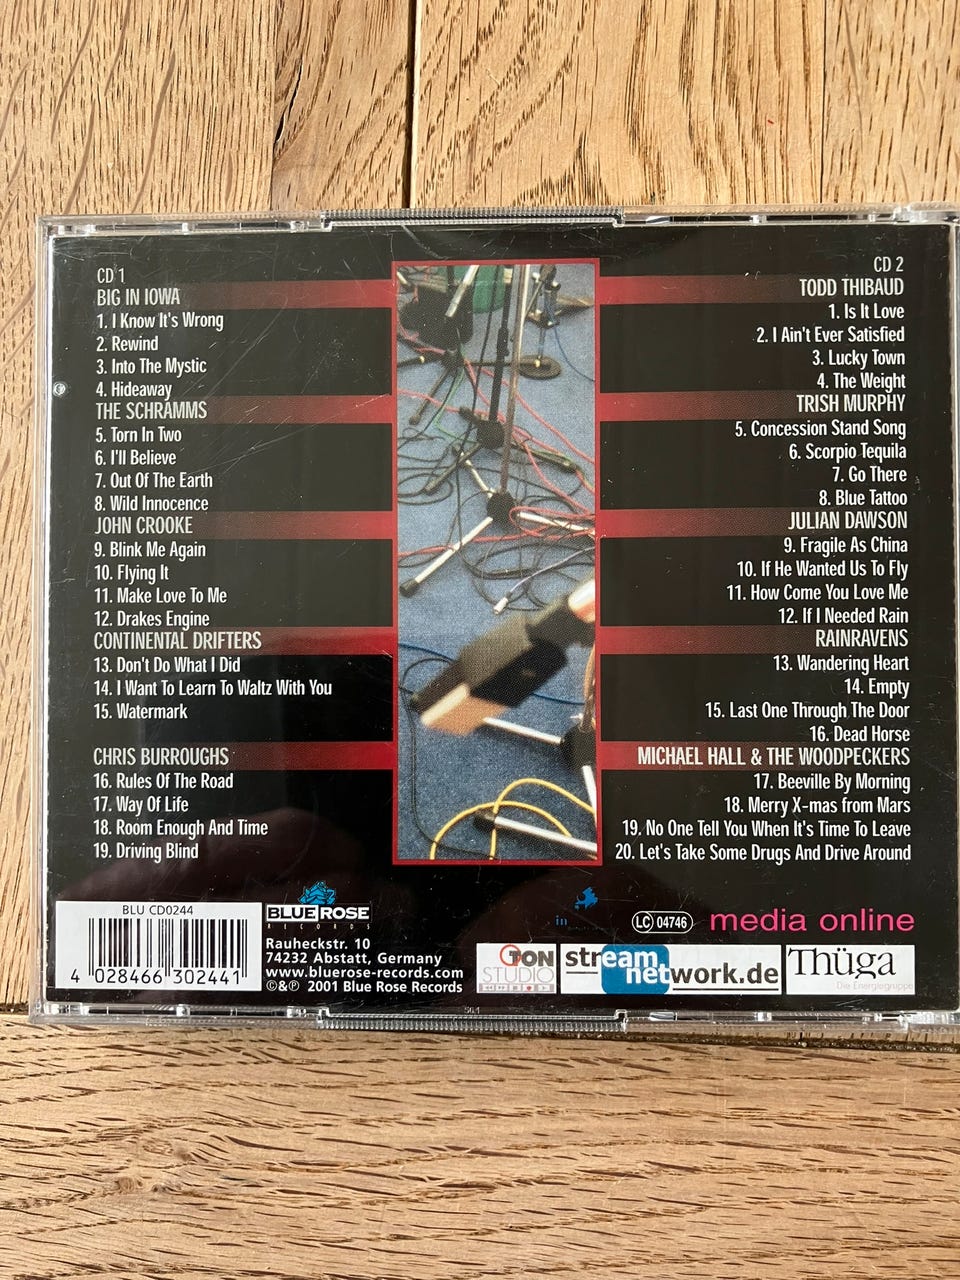 CD 1
BIG IN IOWA
1. I Know It's Wrong
2. Rewind
3. Into The Mystic
4. Hideaway
THE SCHRAMMS
5. Torn In Two
6. I'll Believe
7. Out Of The Earth
8. Wild Innocence
JOHN CROOKE
9. Blink Me Again
10. Flying It
11. Make Love To Me
12. Drakes Engine
CONTINENTAL DRIFTERS
13. Don't Do What I Did
14. I Want To Learn To Waltz With You
15. Watermark
CHRIS BURROUGHS
16. Rules Of The Road
17. Way Of Life
18. Room Enough And Time
19. Driving Blind
CD 2
TODD THIBAUD
1. Is It Love
2. I Ain't Ever Satisfied
3. Lucky Town
4. The Weight
TRISH MURPHY
5. Concession Stand Song
6. Scorpio Tequila
7. Go There
8. Blue Tattoo
JULIAN DAWSON
9. Fragile As China
10. If He Wanted Us To Fly
11. How Come You Love Me
12. If I Needed Rain
RAINRAVENS
13. Wandering Heart
14. Empty
15. Last One Through The Door
16. Dead Horse
MICHAEL HALL & THE WOODPECKERS
17. Beeville By Morning
18. Merry X-mas from Mars
19. No One Tell You When It's Time To Leave
20. Let's Take Some Drugs And Drive Around
BLU CD0244
4 028466 302441
BLUE ROSE
RECORDS
Rauheckstr. 10
74232 Abstatt, Germany
www.bluerose-records.com
©&℗ 2001 Blue Rose Records
in
LC 04746
media online
TON
STUDIO
streamnetwork.de
Thüga
Die Energiegruppe